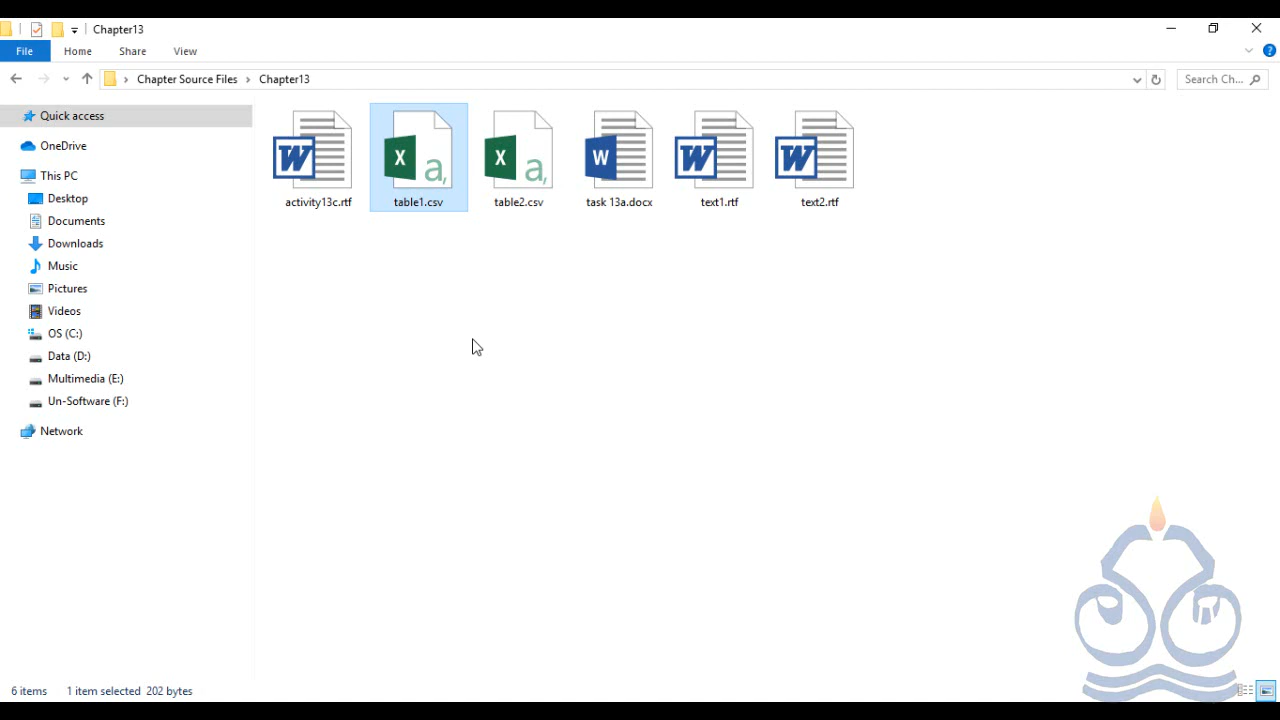 Chapter13
File Home Share View
Chapter Source Files Chapter13
Search Ch...
Quick access
OneDrive
This PC
Desktop
Documents
Downloads
Music
Pictures
Videos
OS (C:)
Data (D:)
Multimedia (E:)
Un-Software (F:)
Network
activity13c.rtf table1.csv table2.csv task 13a.docx text1.rtf text2.rtf
6 items 1 item selected 202 bytes